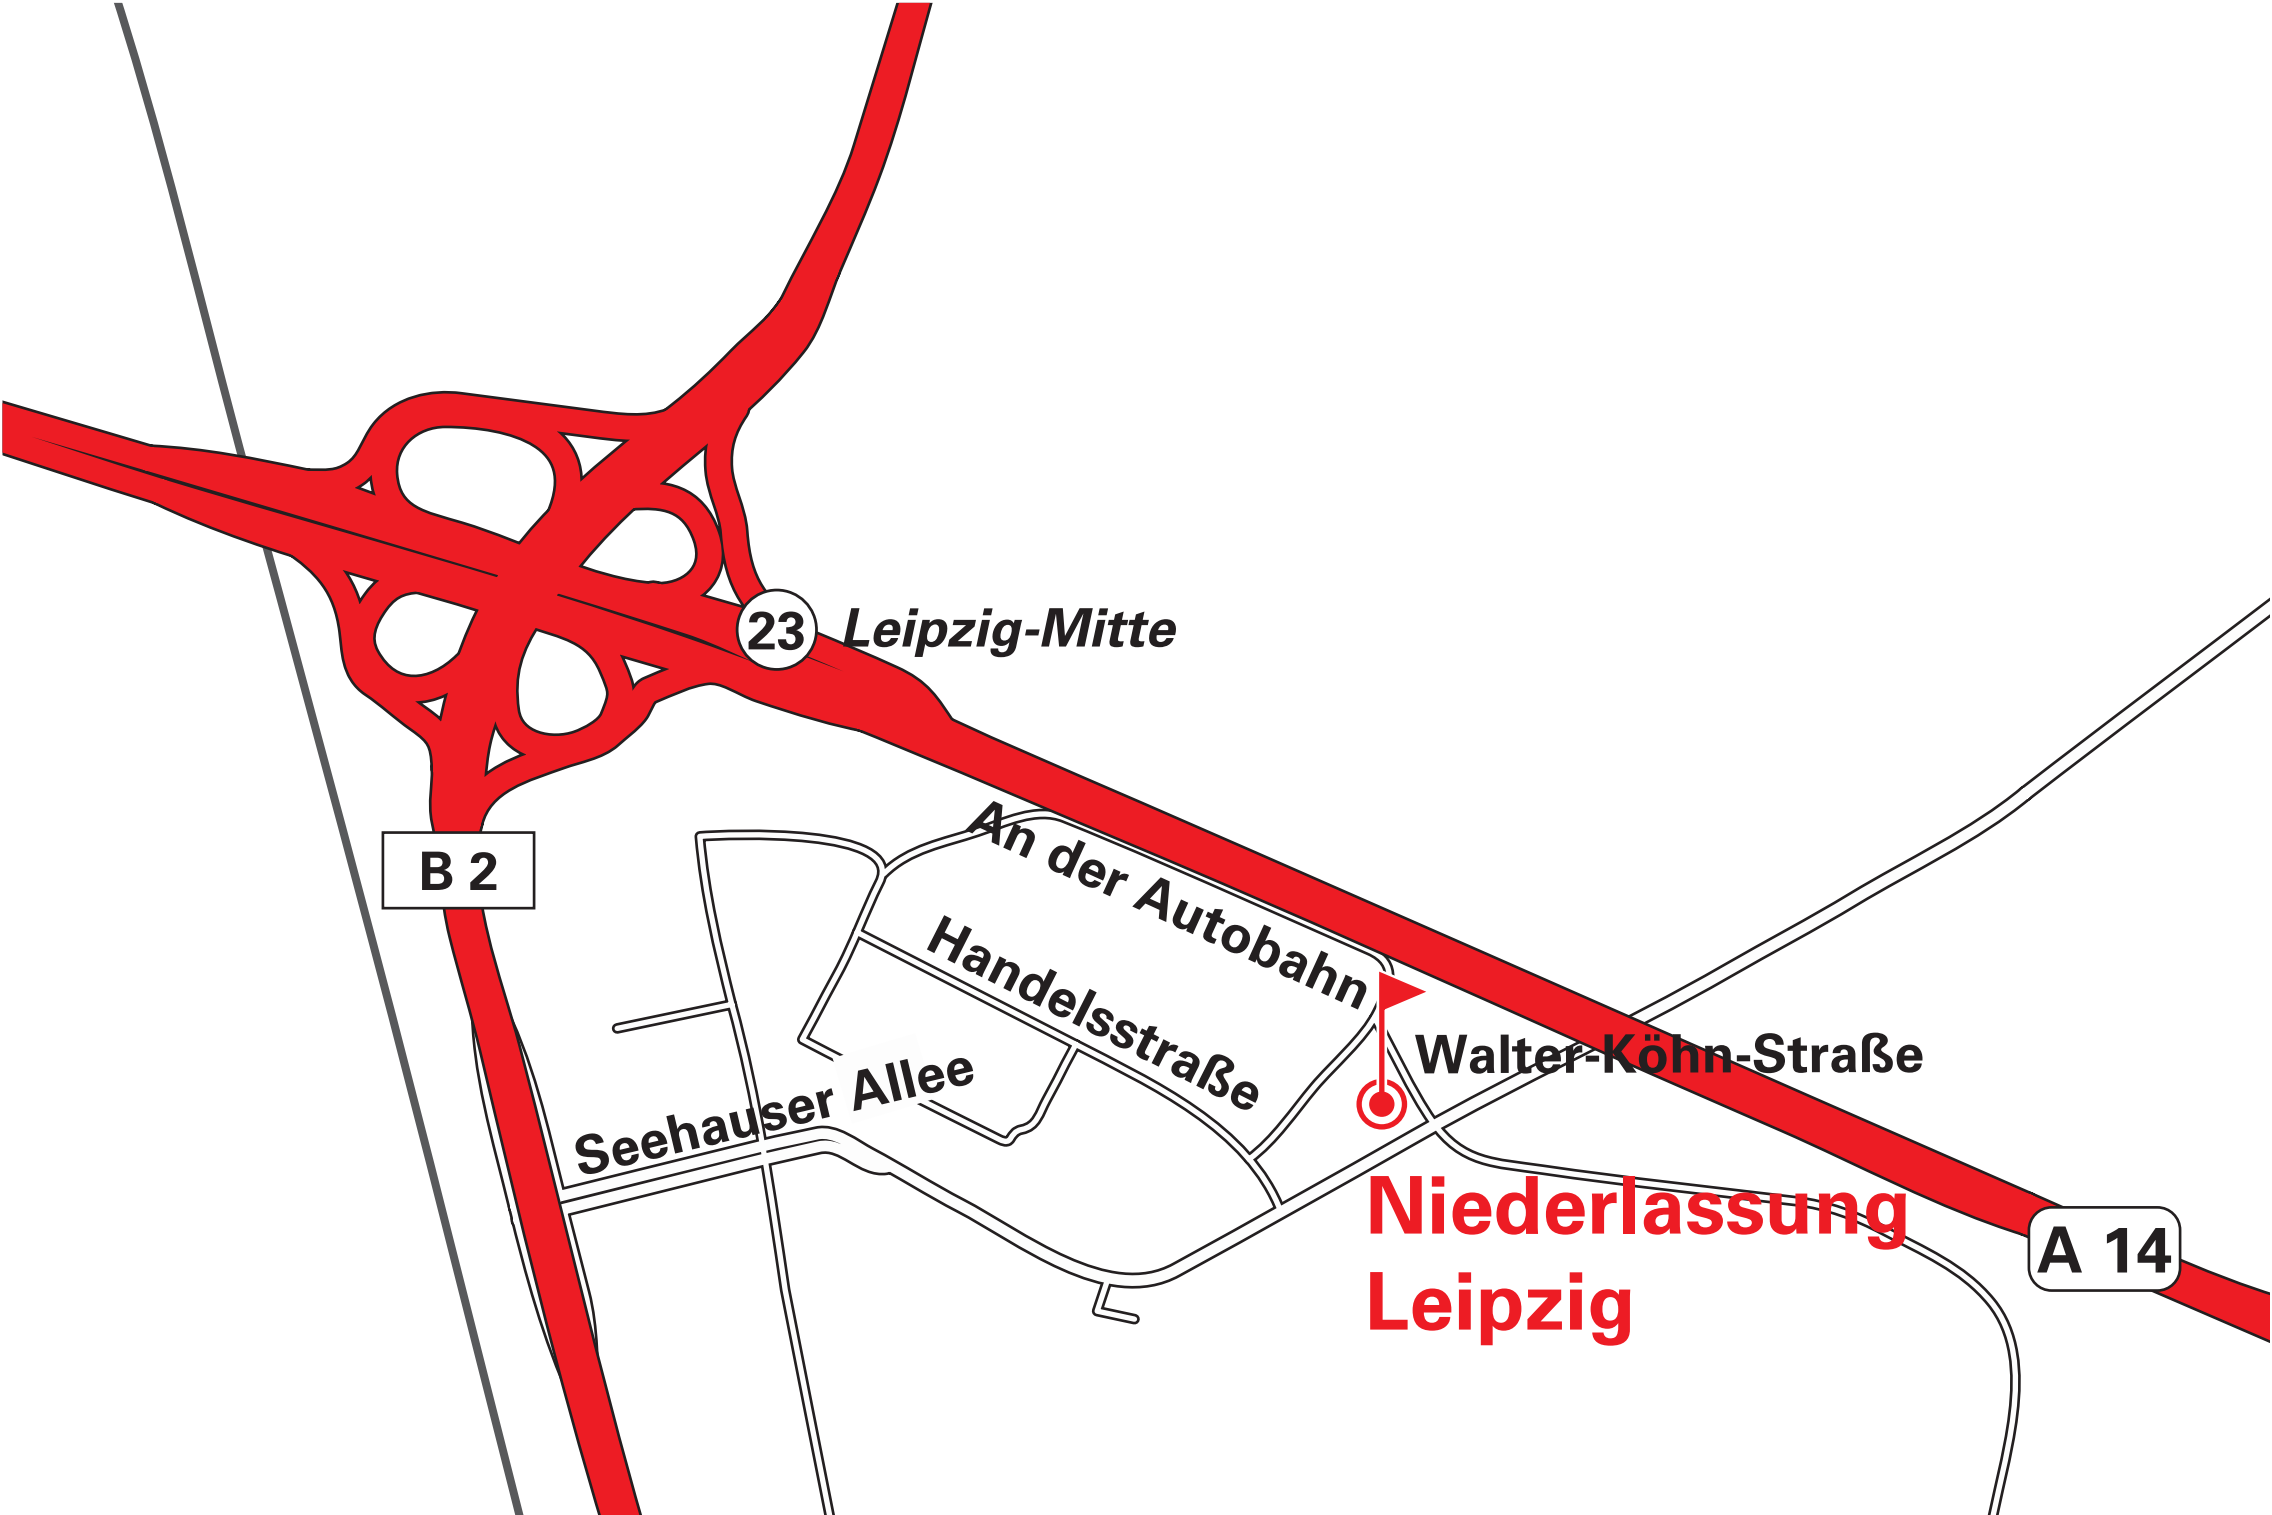 23
Leipzig-Mitte
B 2
An der Autobahn
Handelsstraße
Walter-Köhn-Straße
Seehauser Allee
Niederlassung
Leipzig
A 14